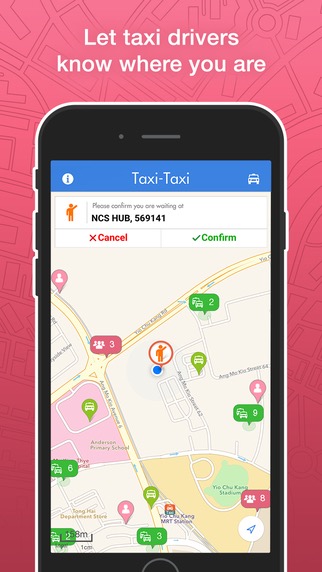 Let taxi drivers
know where you are
Taxi-Taxi
Please confirm you are waiting at
NCS HUB, 569141
Cancel
Confirm
Yio Chu Kang Rd
2
3
Ang Mo Kio Street 64
Ang Mo Kio Avenue 6
Ang Mo Kio Street 62
9
Anderson
Primary School
6
Yio Chu Kang
Stadium
8
Tong Hai
Department Store
Yio Chu Kang
MRT Station
2
3
1cm